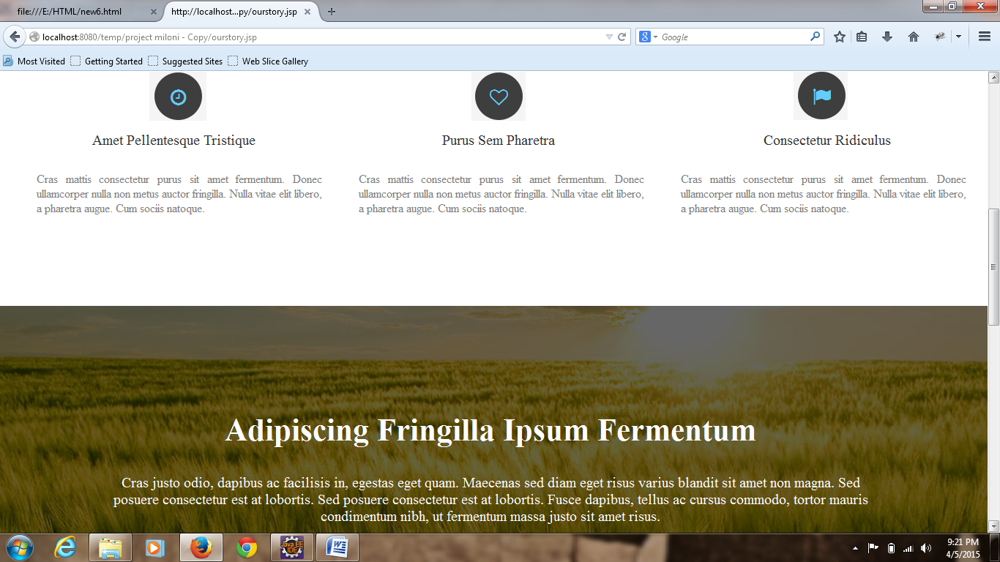 file:///E:/HTML/new6.html
http://localhost...py/ourstory.jsp
localhost:8080/temp/project miloni - Copy/ourstory.jsp
Google
Most Visited Getting Started Suggested Sites Web Slice Gallery
Amet Pellentesque Tristique
Cras mattis consectetur purus sit amet fermentum. Donec
ullamcorper nulla non metus auctor fringilla. Nulla vitae elit libero,
a pharetra augue. Cum sociis natoque.
Purus Sem Pharetra
Cras mattis consectetur purus sit amet fermentum. Donec
ullamcorper nulla non metus auctor fringilla. Nulla vitae elit libero,
a pharetra augue. Cum sociis natoque.
Consectetur Ridiculus
Cras mattis consectetur purus sit amet fermentum. Donec
ullamcorper nulla non metus auctor fringilla. Nulla vitae elit libero,
a pharetra augue. Cum sociis natoque.
Adipiscing Fringilla Ipsum Fermentum
Cras justo odio, dapibus ac facilisis in, egestas eget quam. Maecenas sed diam eget risus varius blandit sit amet non magna. Sed
posuere consectetur est at lobortis. Sed posuere consectetur est at lobortis. Fusce dapibus, tellus ac cursus commodo, tortor mauris
condimentum nibh, ut fermentum massa justo sit amet risus.
Java EE
IDE
9:21 PM
4/5/2015